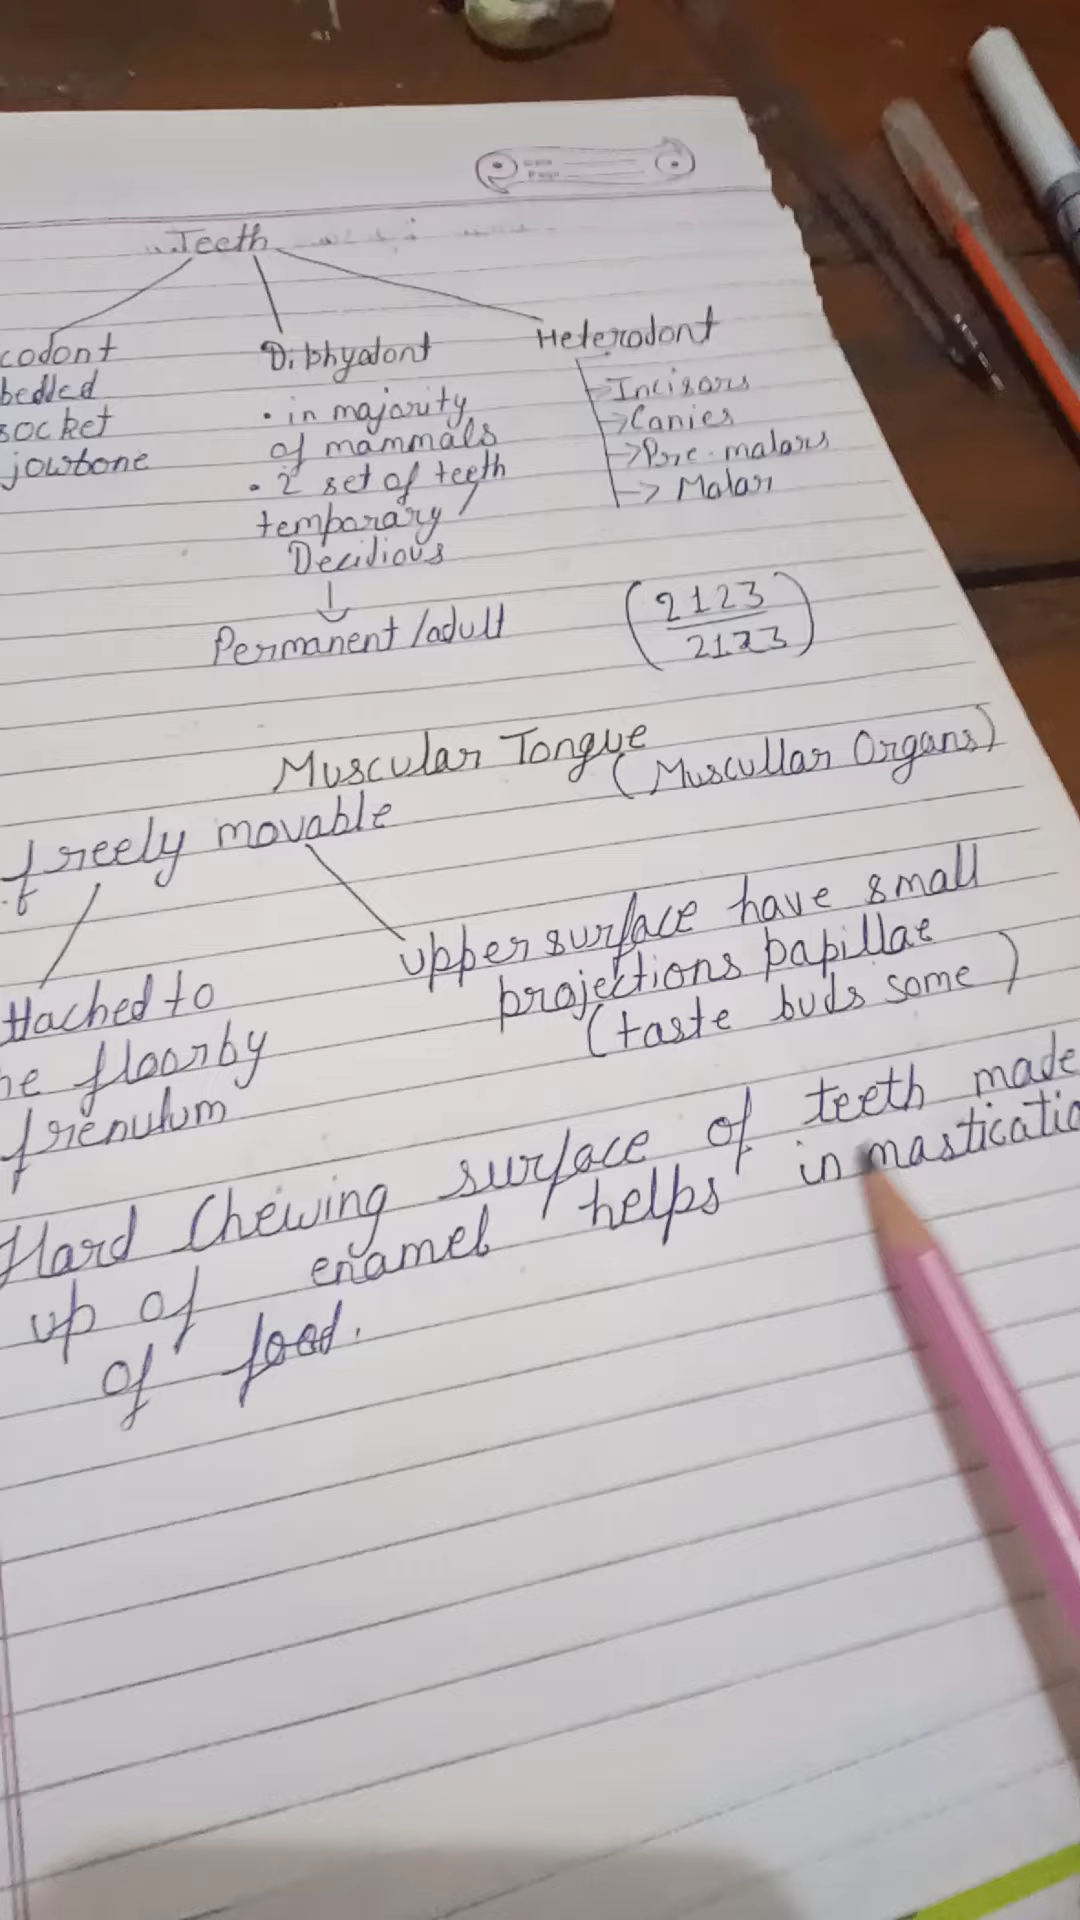 Date
Page
Teeth
codont
bedded
socket
jowbone
Diphyodont
• in majority
of mammals
• 2 set of teeth
temporary /
Decidious
↓
Permanent /adult
Heterodont
→ Incisors
→ Canies
→ Pre-molars
→ Molar
(2123
2123)
Muscular Tongue
(Muscullar Organs)
freely movable
ttached to
he floor by
frenulum
upper surface have small
projections papillae
(taste buds some)
Hard Chewing surface of teeth made
up of enamel helps in masticatio
of food.